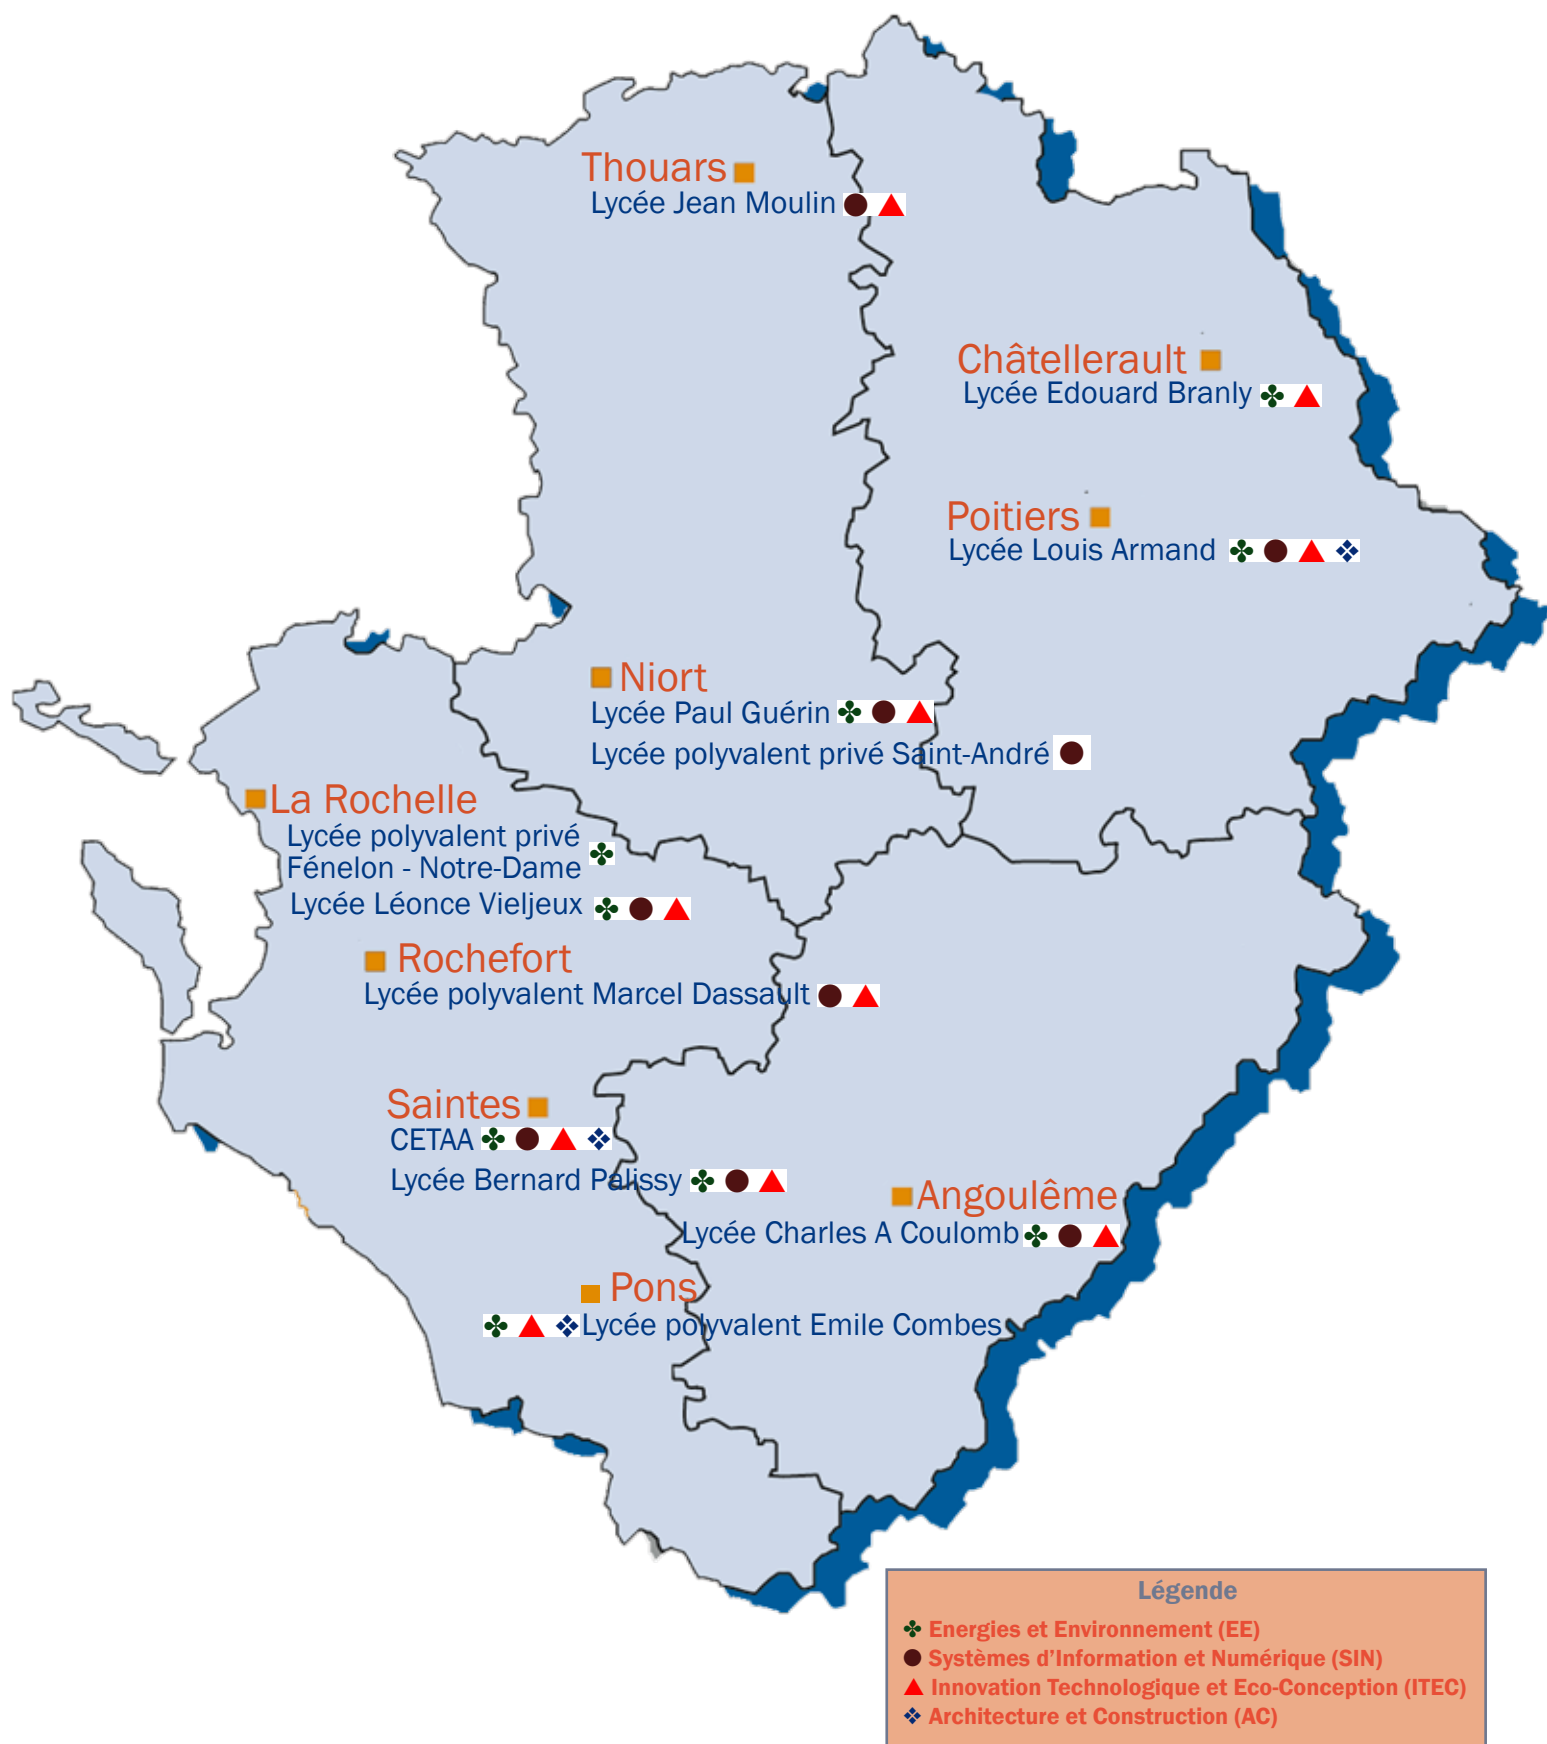 Thouars
Lycée Jean Moulin
Châtellerault
Lycée Edouard Branly
Poitiers
Lycée Louis Armand
Niort
Lycée Paul Guérin
Lycée polyvalent privé Saint-André
La Rochelle
Lycée polyvalent privé
Fénelon - Notre-Dame
Lycée Léonce Vieljeux
Rochefort
Lycée polyvalent Marcel Dassault
Saintes
CETAA
Lycée Bernard Palissy
Angoulême
Lycée Charles A Coulomb
Pons
Lycée polyvalent Emile Combes
Légende
Energies et Environnement (EE)
Systèmes d'Information et Numérique (SIN)
Innovation Technologique et Eco-Conception (ITEC)
Architecture et Construction (AC)